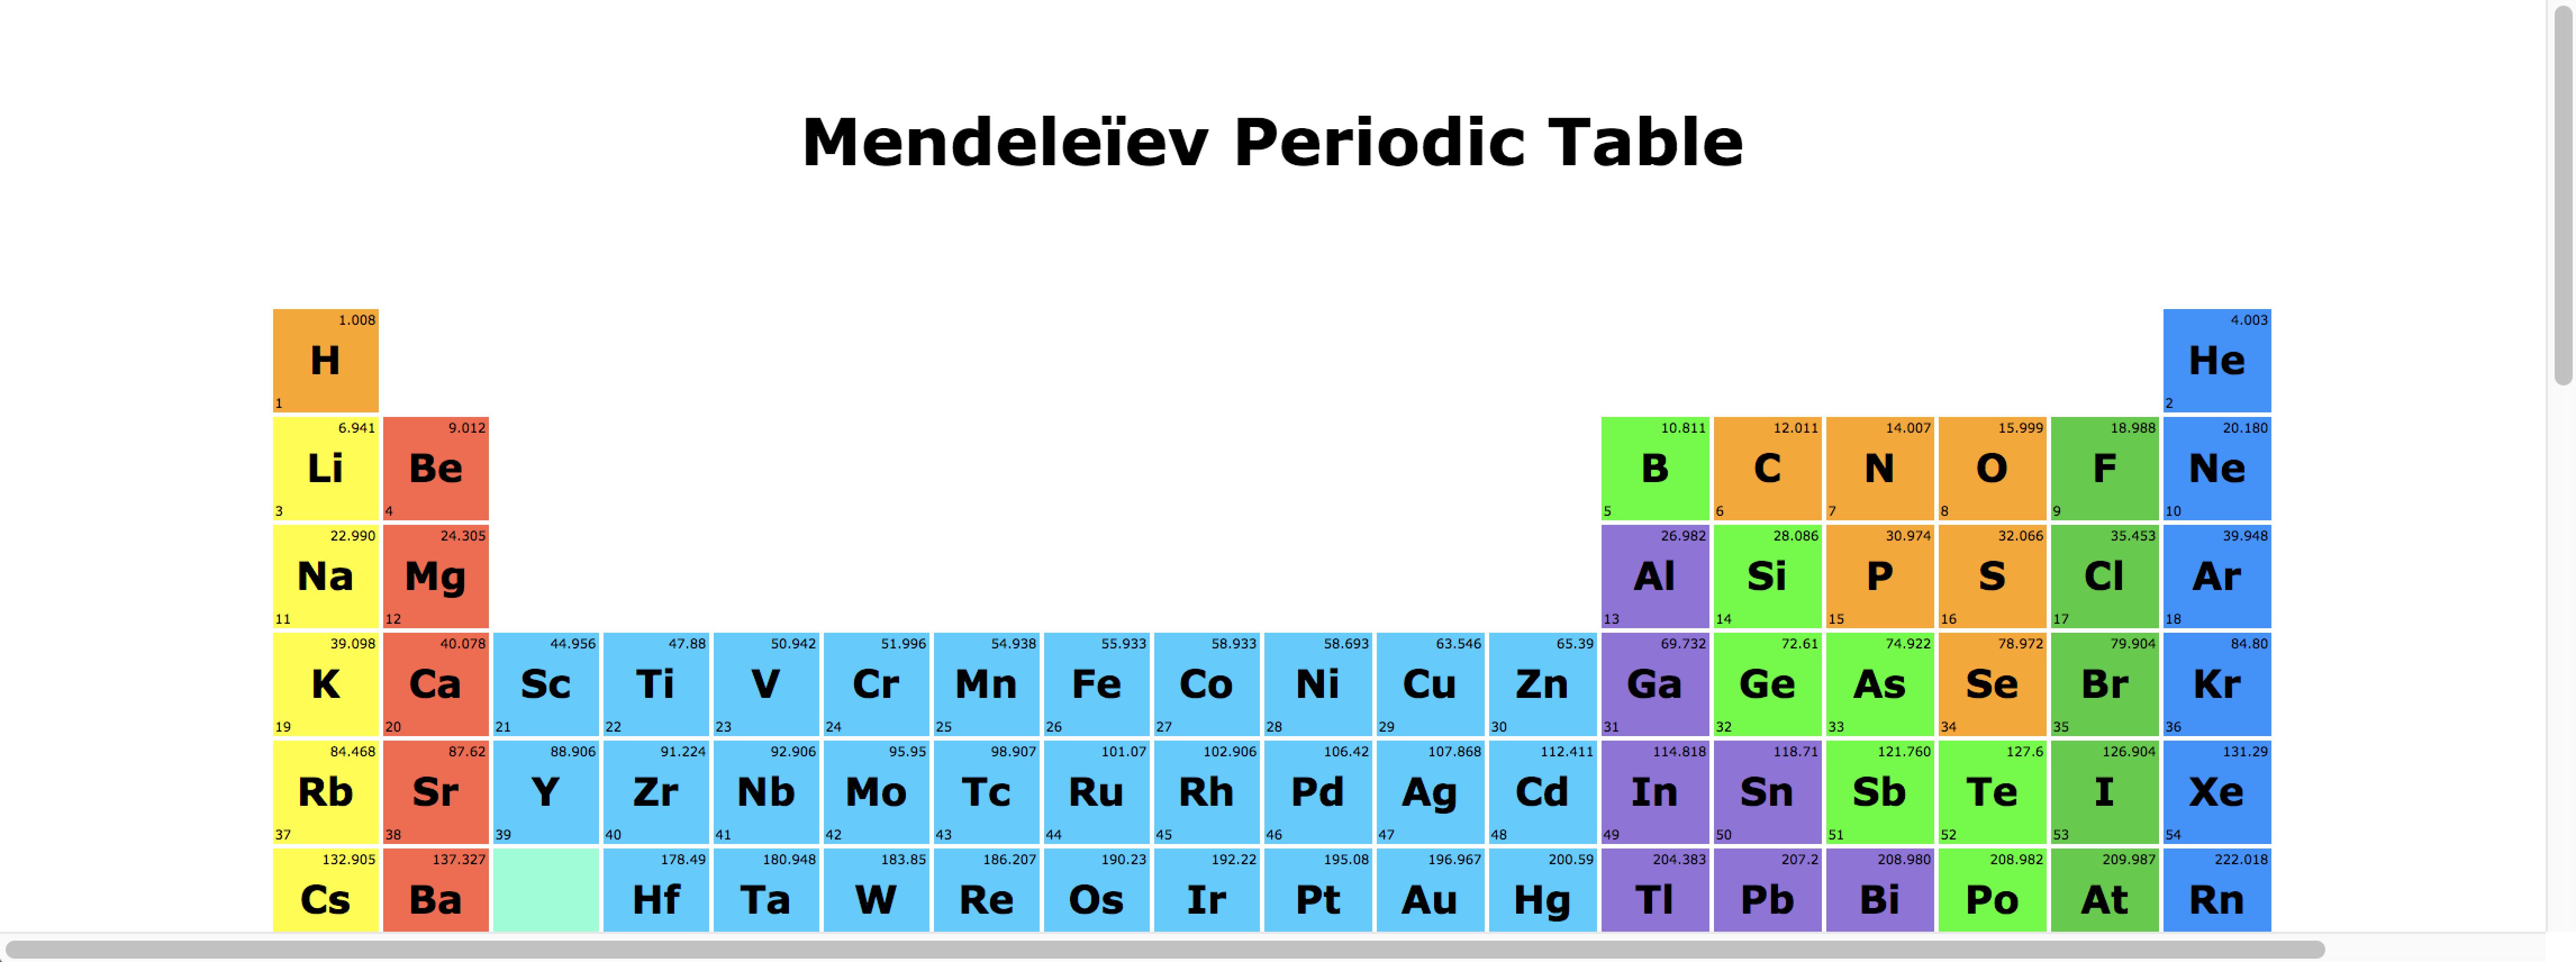 Mendeleïev Periodic Table
1.008 4.003
H He
1 2
6.941 9.012 10.811 12.011 14.007 15.999 18.988 20.180
Li Be B C N O F Ne
3 4 5 6 7 8 9 10
22.990 24.305 26.982 28.086 30.974 32.066 35.453 39.948
Na Mg Al Si P S Cl Ar
11 12 13 14 15 16 17 18
39.098 40.078 44.956 47.88 50.942 51.996 54.938 55.933 58.933 58.693 63.546 65.39 69.732 72.61 74.922 78.972 79.904 84.80
K Ca Sc Ti V Cr Mn Fe Co Ni Cu Zn Ga Ge As Se Br Kr
19 20 21 22 23 24 25 26 27 28 29 30 31 32 33 34 35 36
84.468 87.62 88.906 91.224 92.906 95.95 98.907 101.07 102.906 106.42 107.868 112.411 114.818 118.71 121.760 127.6 126.904 131.29
Rb Sr Y Zr Nb Mo Tc Ru Rh Pd Ag Cd In Sn Sb Te I Xe
37 38 39 40 41 42 43 44 45 46 47 48 49 50 51 52 53 54
132.905 137.327 178.49 180.948 183.85 186.207 190.23 192.22 195.08 196.967 200.59 204.383 207.2 208.980 208.982 209.987 222.018
Cs Ba Hf Ta W Re Os Ir Pt Au Hg Tl Pb Bi Po At Rn